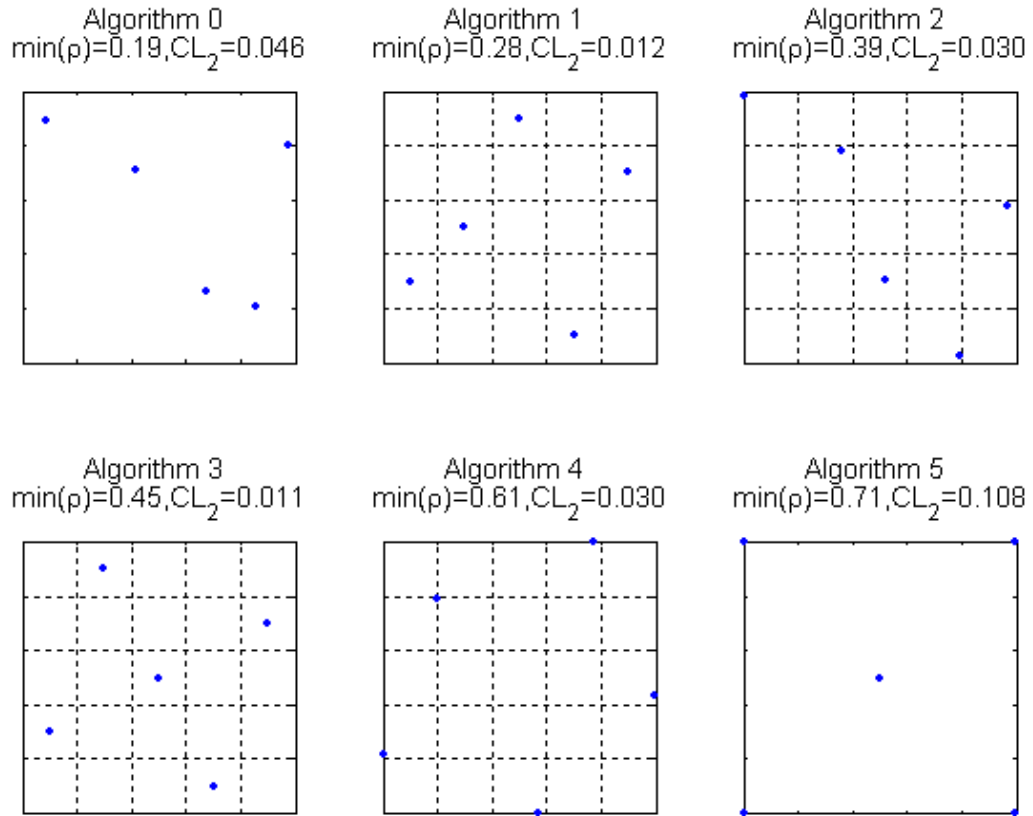 Algorithm 0
min(ρ)=0.19,CL₂=0.046
Algorithm 1
min(ρ)=0.28,CL₂=0.012
Algorithm 2
min(ρ)=0.39,CL₂=0.030
Algorithm 3
min(ρ)=0.45,CL₂=0.011
Algorithm 4
min(ρ)=0.61,CL₂=0.030
Algorithm 5
min(ρ)=0.71,CL₂=0.108